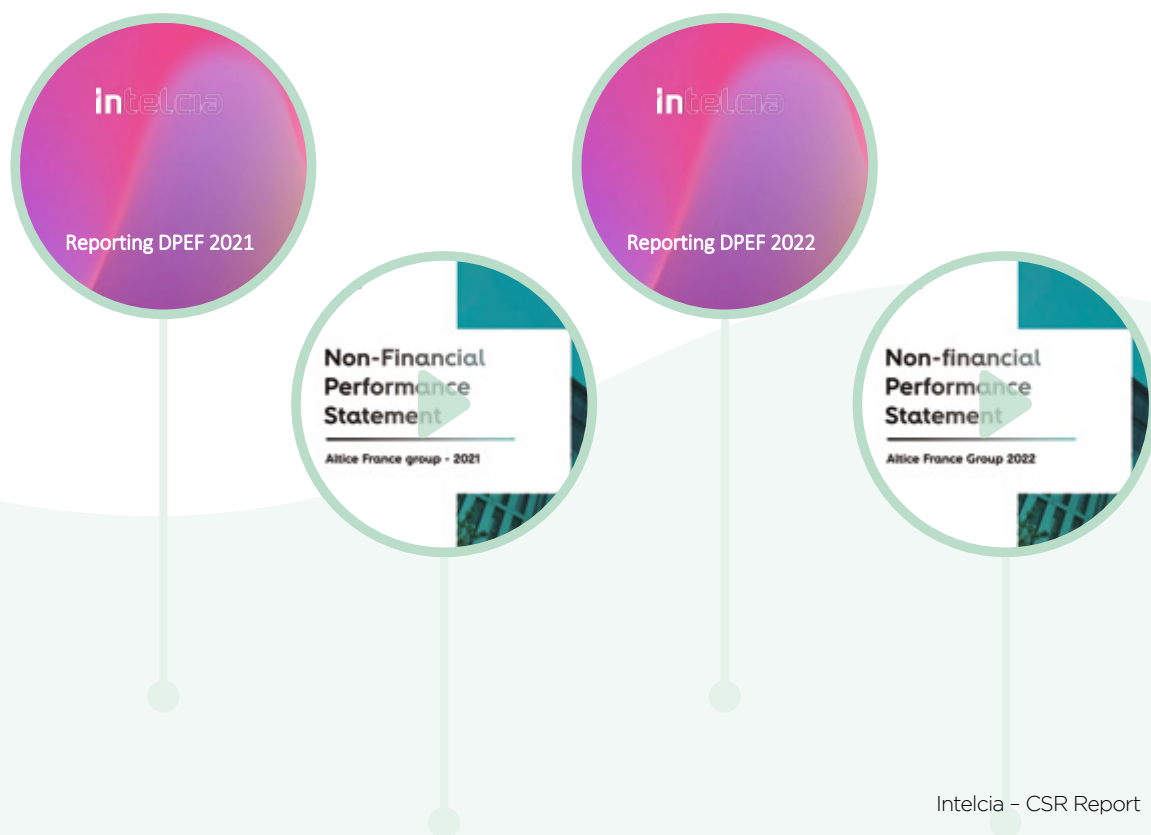 intelcia
Reporting DPEF 2021
Non-Financial
Performance
Statement
Altice France group - 2021
intelcia
Reporting DPEF 2022
Non-financial
Performance
Statement
Altice France Group 2022
Intelcia – CSR Report